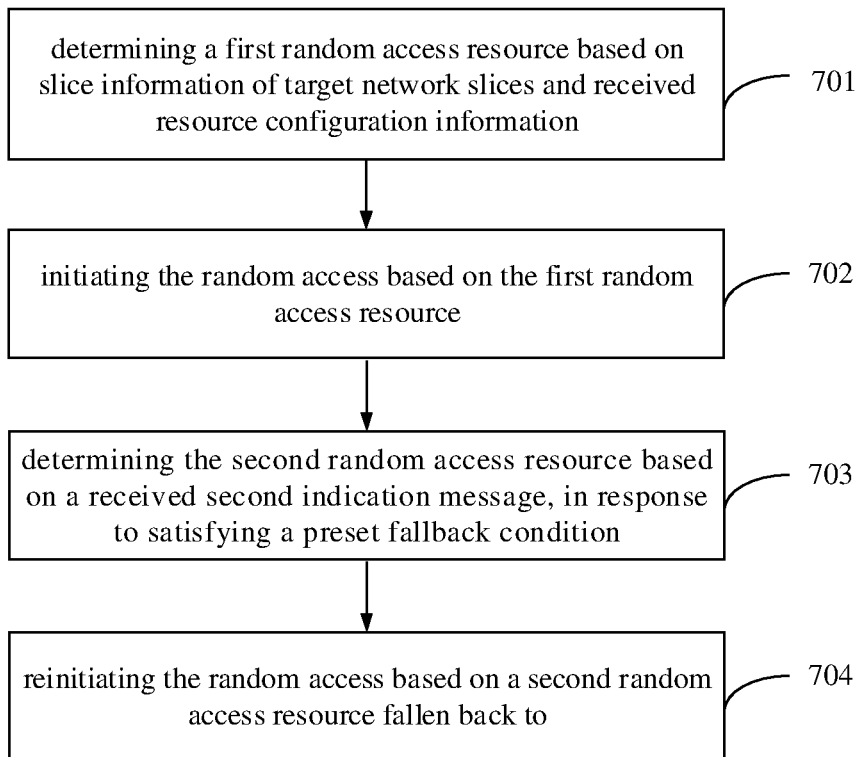 determining a first random access resource based on
slice information of target network slices and received
resource configuration information
701
initiating the random access based on the first random
access resource
702
determining the second random access resource based
on a received second indication message, in response
to satisfying a preset fallback condition
703
reinitiating the random access based on a second random
access resource fallen back to
704